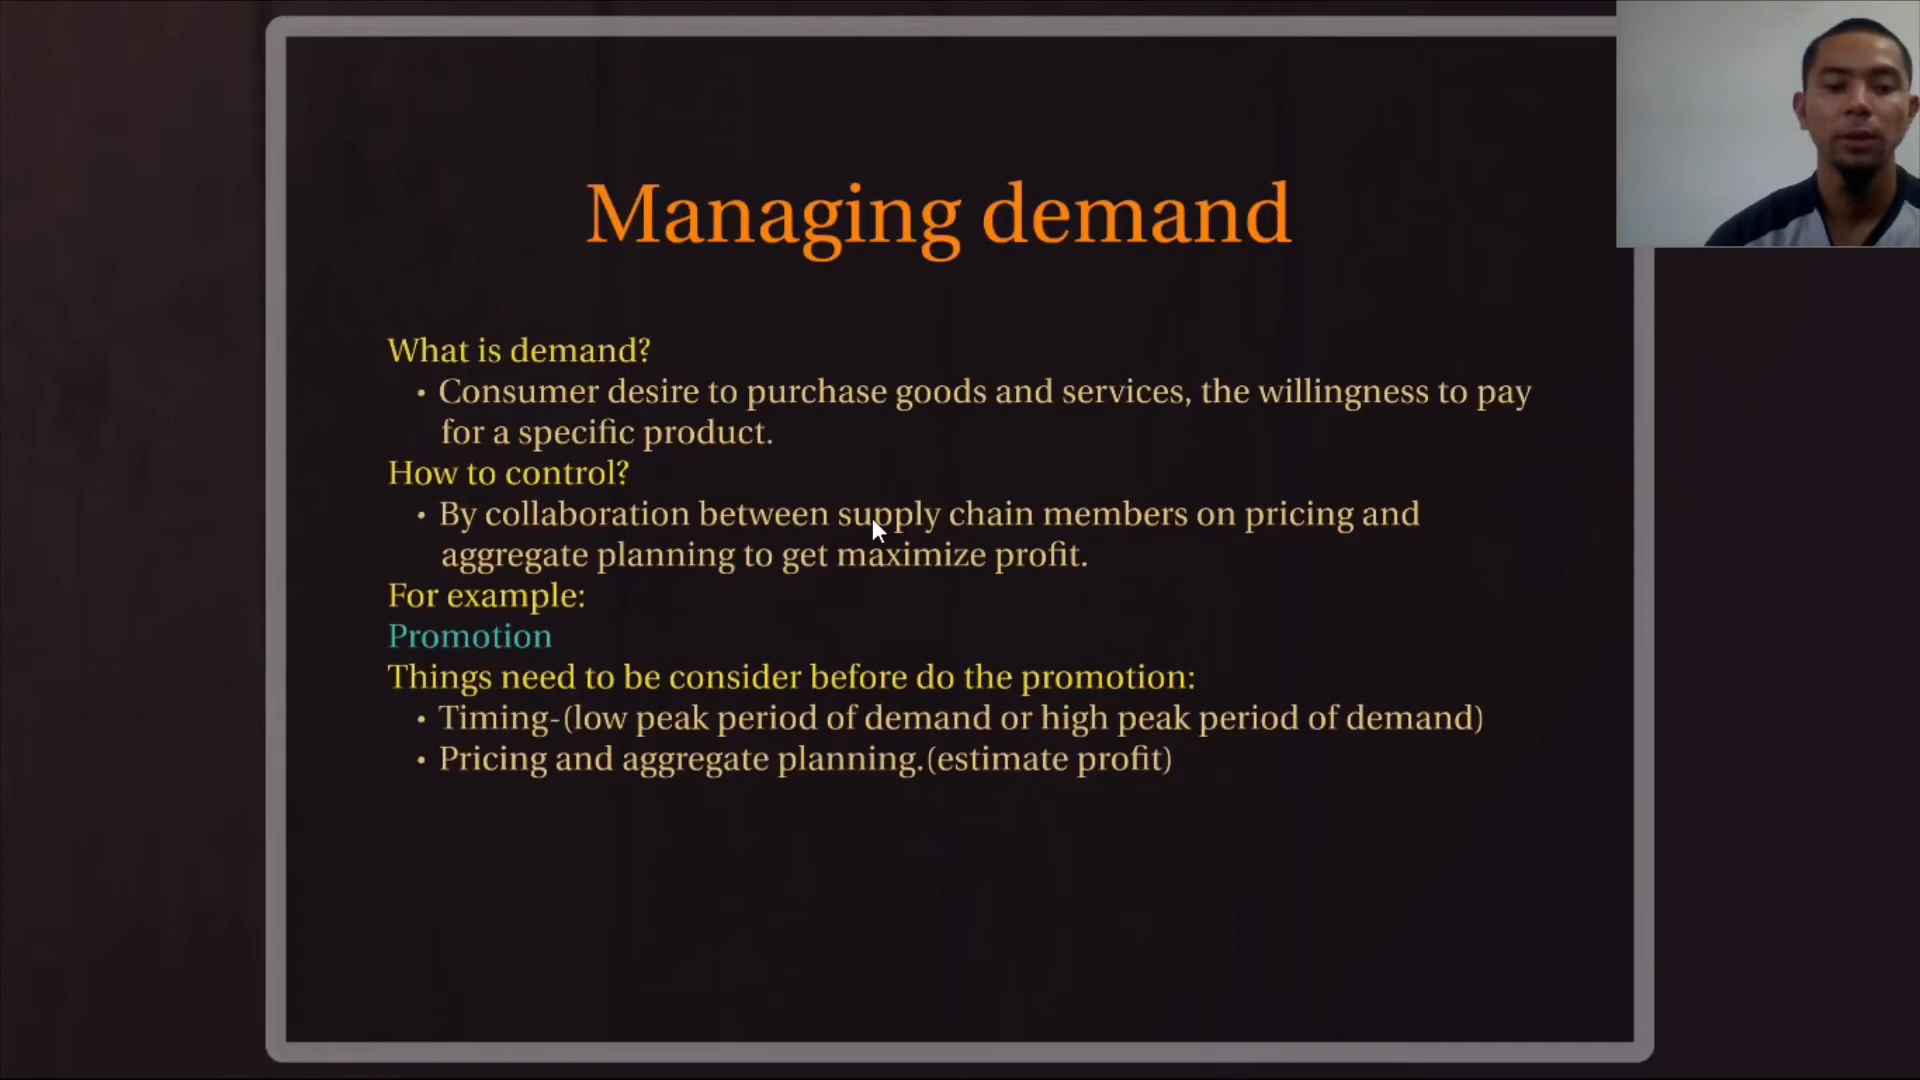 Managing demand
What is demand?
• Consumer desire to purchase goods and services, the willingness to pay
for a specific product.
How to control?
• By collaboration between supply chain members on pricing and
aggregate planning to get maximize profit.
For example:
Promotion
Things need to be consider before do the promotion:
• Timing-(low peak period of demand or high peak period of demand)
• Pricing and aggregate planning.(estimate profit)